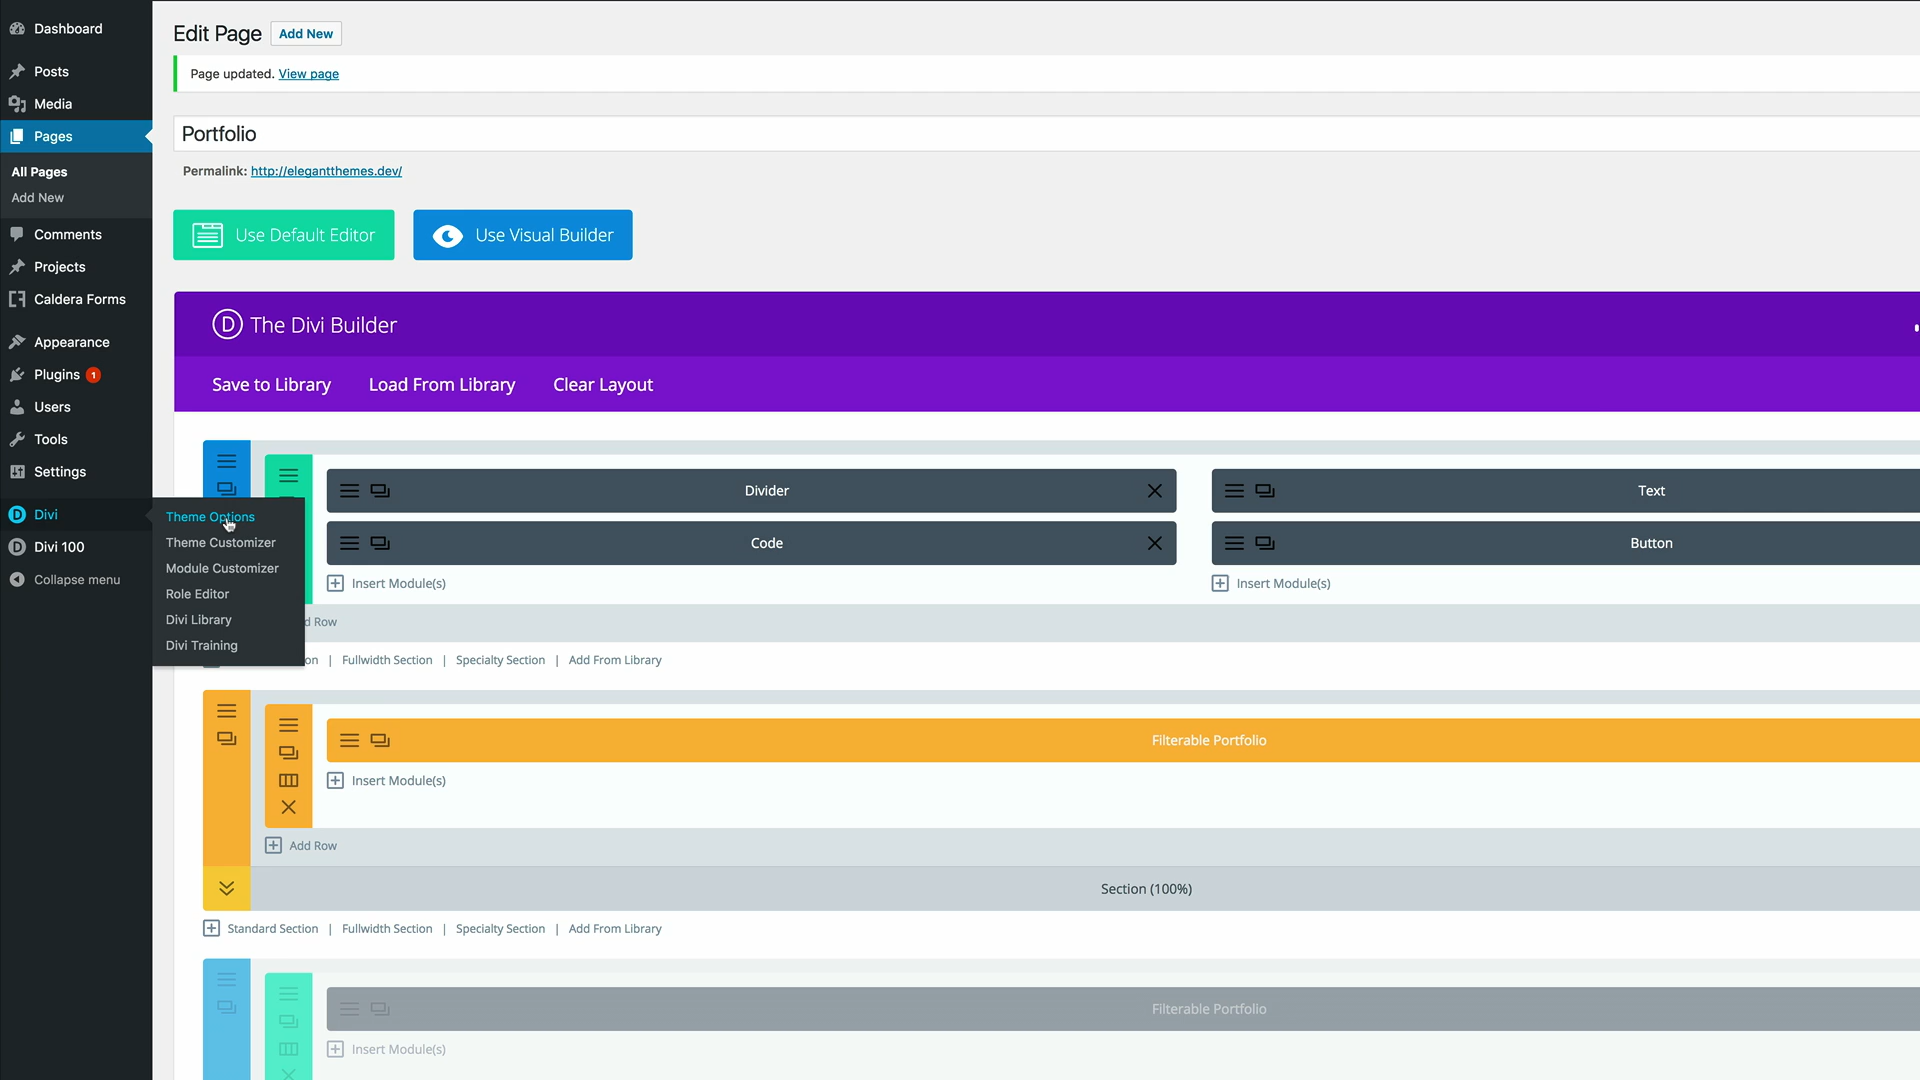 Dashboard
Posts
Media
Pages
All Pages
Add New
Comments
Projects
Caldera Forms
Appearance
Plugins 1
Users
Tools
Settings
Divi
Divi 100
Collapse menu
Theme Options
Theme Customizer
Module Customizer
Role Editor
Divi Library
Divi Training
Edit Page Add New
Page updated. View page
Portfolio
Permalink: http://elegantthemes.dev/
Use Default Editor Use Visual Builder
D The Divi Builder
Save to Library Load From Library Clear Layout
Divider Text
Code Button
Insert Module(s) Insert Module(s)
d Row
on | Fullwidth Section | Specialty Section | Add From Library
Filterable Portfolio
Insert Module(s)
Add Row
Section (100%)
Standard Section | Fullwidth Section | Specialty Section | Add From Library
Filterable Portfolio
Insert Module(s)